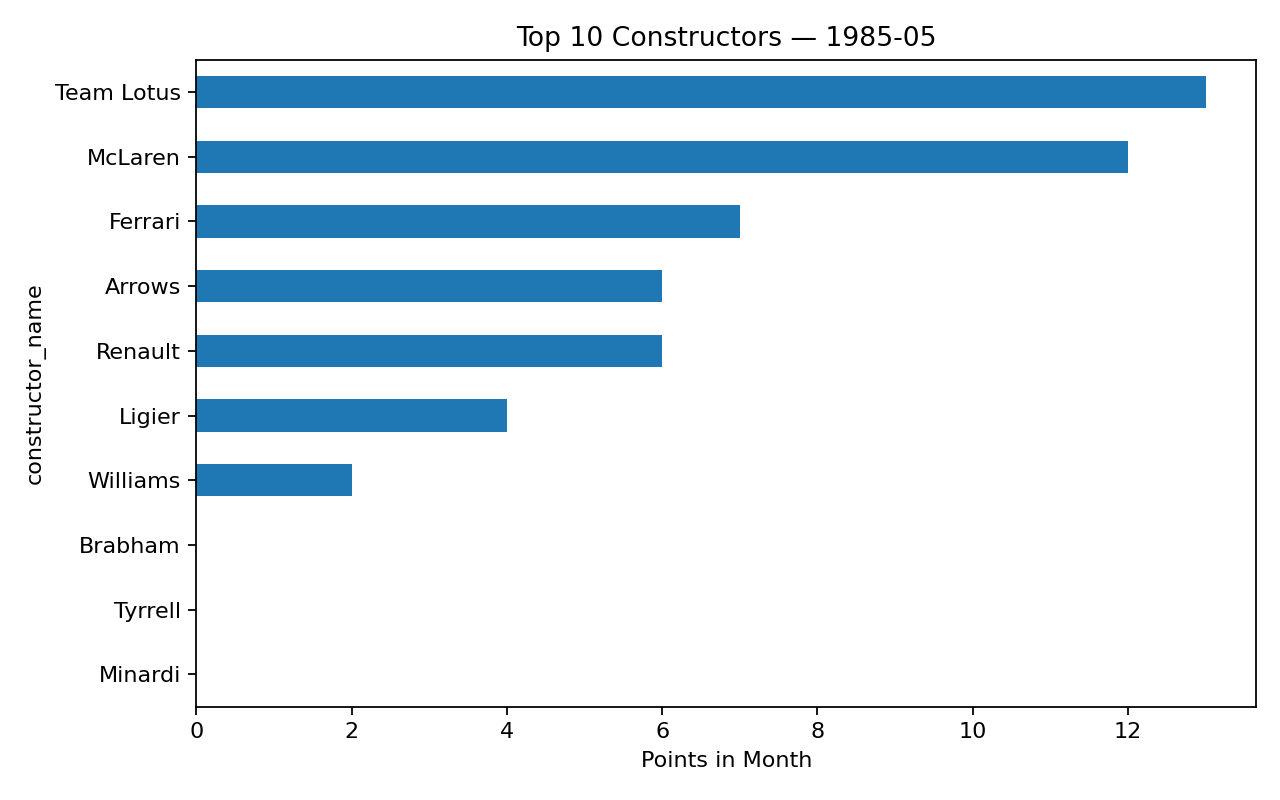 Top 10 Constructors — 1985-05
Team Lotus
McLaren
Ferrari
Arrows
Renault
Ligier
Williams
Brabham
Tyrrell
Minardi
constructor_name
0 2 4 6 8 10 12
Points in Month